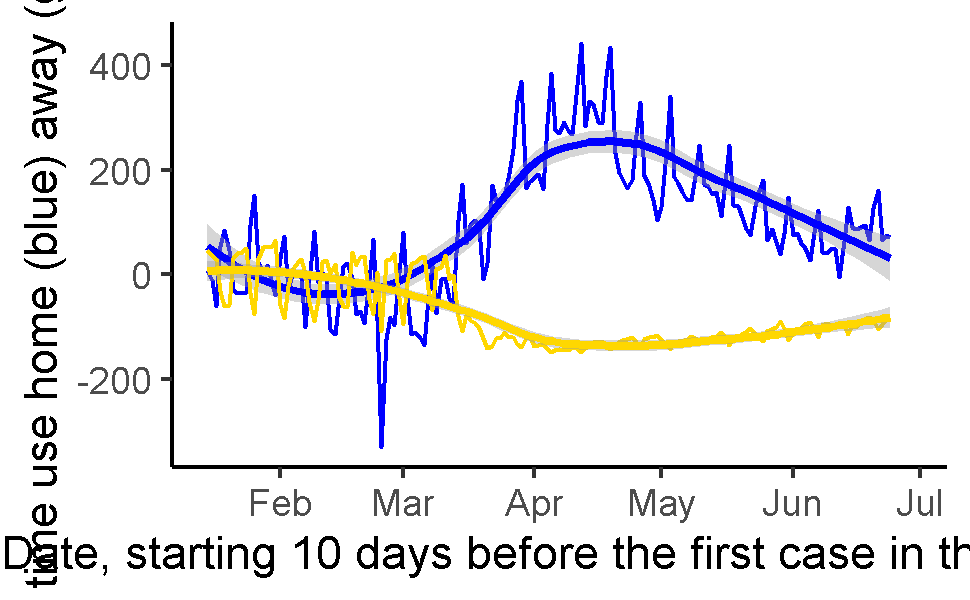 time use home (blue) away (
400
200
0
-200
Feb Mar Apr May Jun Jul
Date, starting 10 days before the first case in th